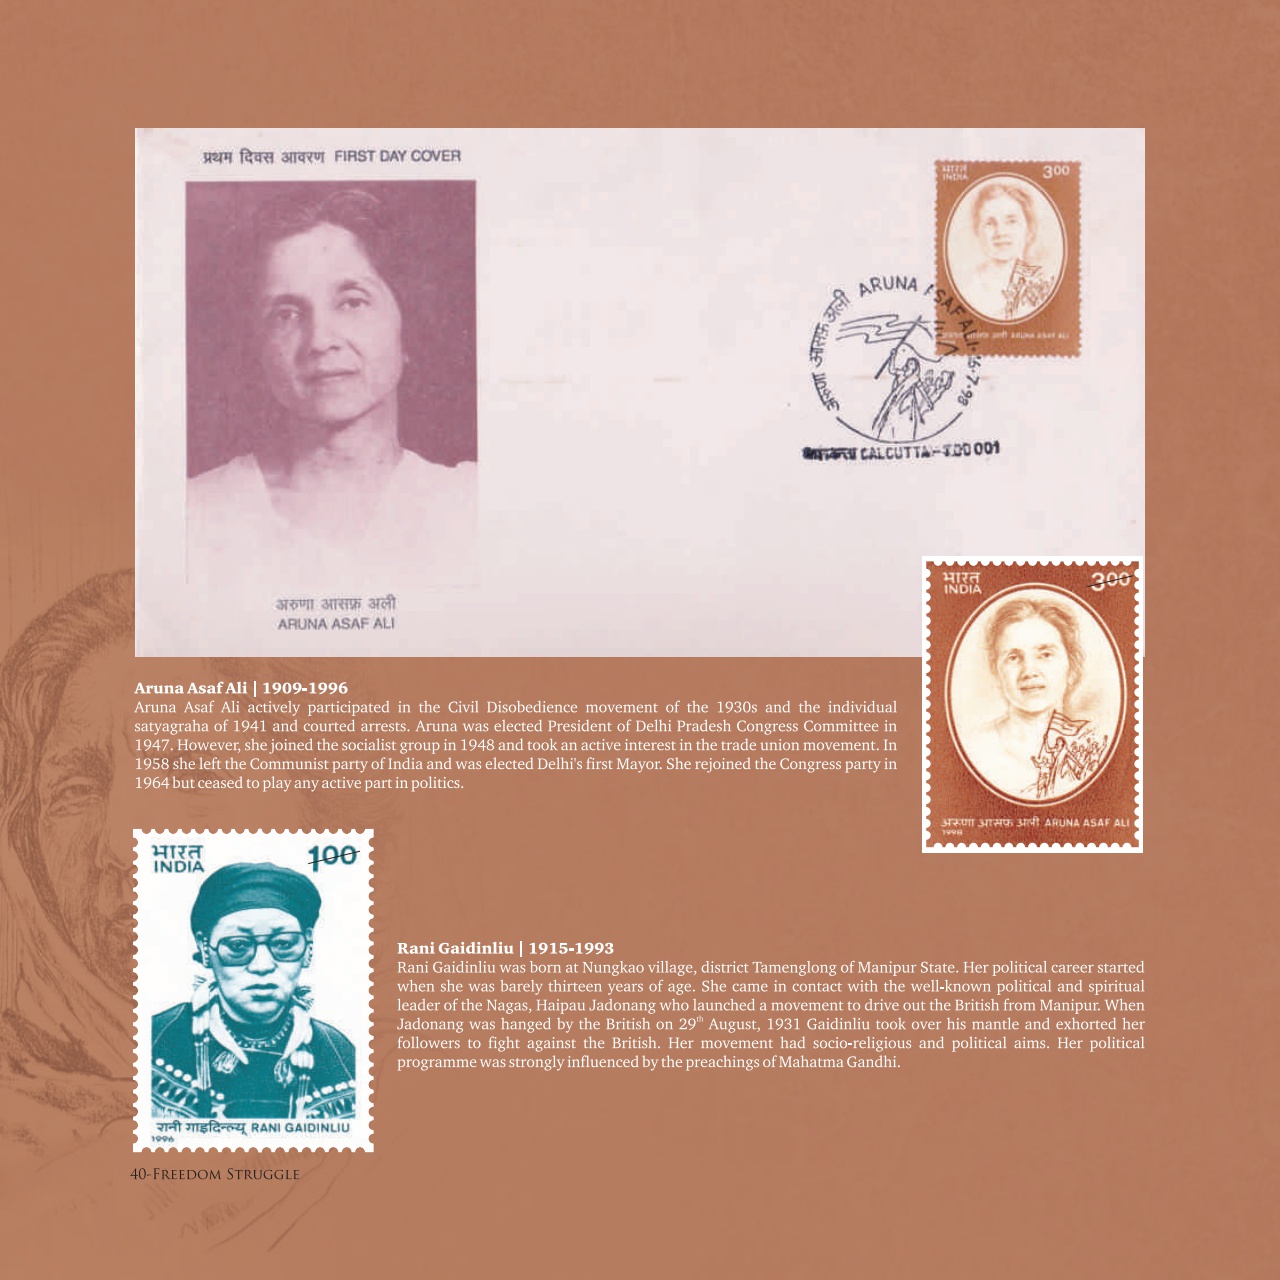 प्रथम दिवस आवरण FIRST DAY COVER
भारत
INDIA
300
अरुणा आसफ़ अली ARUNA ASAF ALI
अरुणा आसफ़ अली ARUNA ASAF ALI 16-7-98
CALCUTTA
अरुणा आसफ़ अली
ARUNA ASAF ALI
भारत
INDIA
300
अरुणा आसफ़ अली ARUNA ASAF ALI
1998
Aruna Asaf Ali | 1909-1996
Aruna Asaf Ali actively participated in the Civil Disobedience movement of the 1930s and the individual
satyagraha of 1941 and courted arrests. Aruna was elected President of Delhi Pradesh Congress Committee in
1947. However, she joined the socialist group in 1948 and took an active interest in the trade union movement. In
1958 she left the Communist party of India and was elected Delhi's first Mayor. She rejoined the Congress party in
1964 but ceased to play any active part in politics.
भारत
INDIA
100
रानी गाइदिन्ल्यू RANI GAIDINLIU
1996
Rani Gaidinliu | 1915-1993
Rani Gaidinliu was born at Nungkao village, district Tamenglong of Manipur State. Her political career started
when she was barely thirteen years of age. She came in contact with the well-known political and spiritual
leader of the Nagas, Haipau Jadonang who launched a movement to drive out the British from Manipur. When
Jadonang was hanged by the British on 29th August, 1931 Gaidinliu took over his mantle and exhorted her
followers to fight against the British. Her movement had socio-religious and political aims. Her political
programme was strongly influenced by the preachings of Mahatma Gandhi.
40-Freedom Struggle